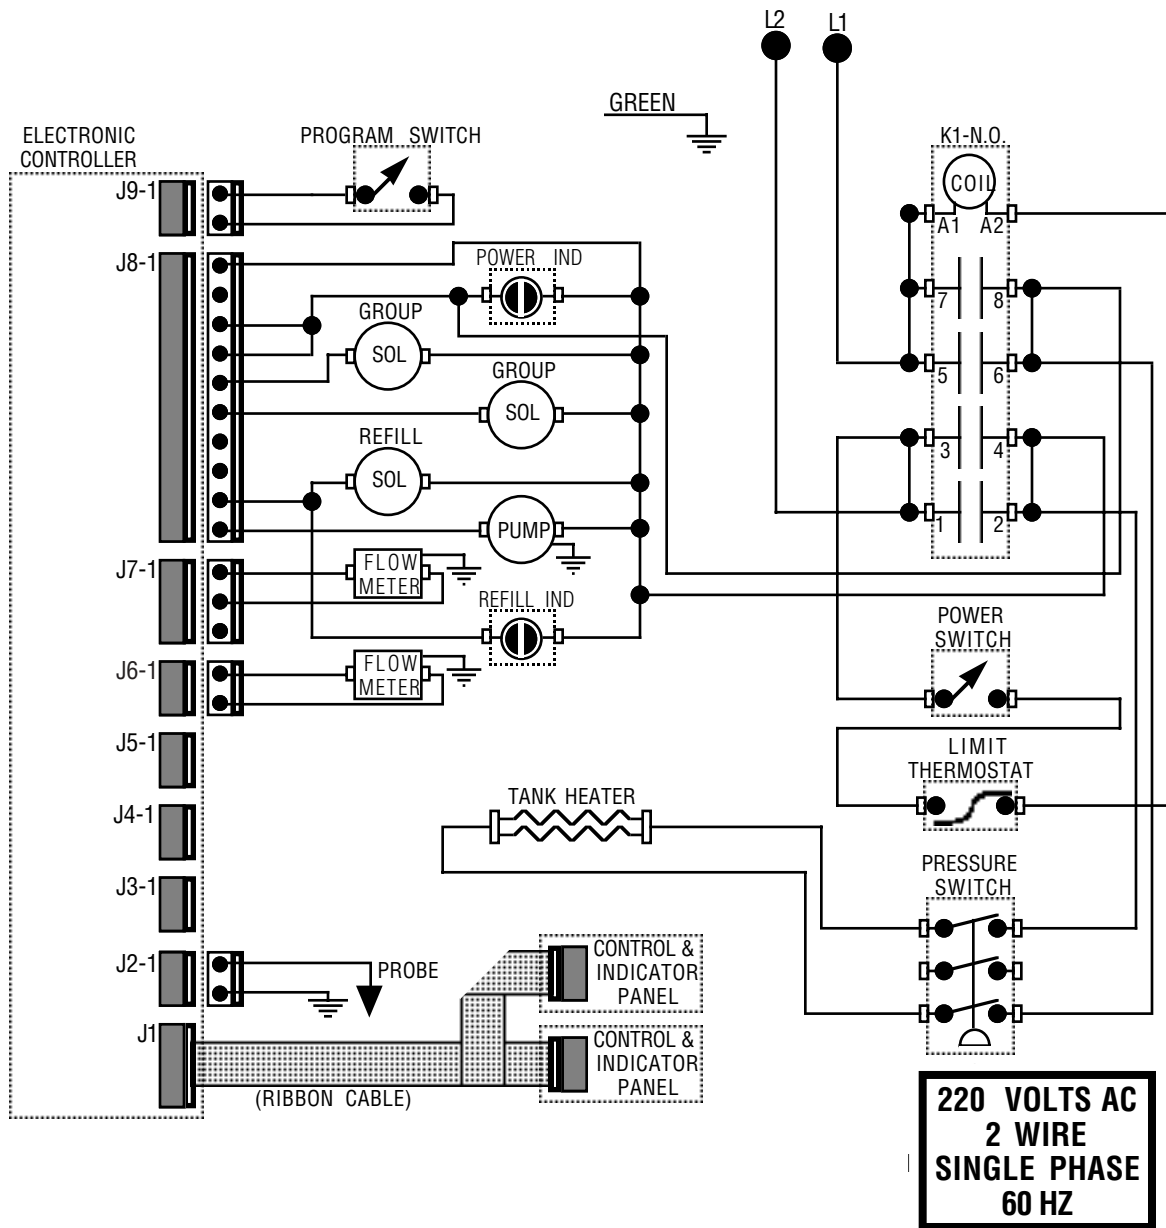 L2
L1
GREEN
ELECTRONIC
CONTROLLER
PROGRAM SWITCH
K1-N.O.
J9-1
COIL
A1
A2
J8-1
POWER IND
7
8
GROUP
SOL
5
6
GROUP
SOL
REFILL
SOL
3
4
PUMP
1
2
J7-1
FLOW
METER
REFILL IND
POWER
SWITCH
J6-1
FLOW
METER
J5-1
LIMIT
THERMOSTAT
TANK HEATER
J4-1
J3-1
PRESSURE
SWITCH
J2-1
PROBE
CONTROL &
INDICATOR
PANEL
J1
CONTROL &
INDICATOR
PANEL
(RIBBON CABLE)
220 VOLTS AC
2 WIRE
SINGLE PHASE
60 HZ